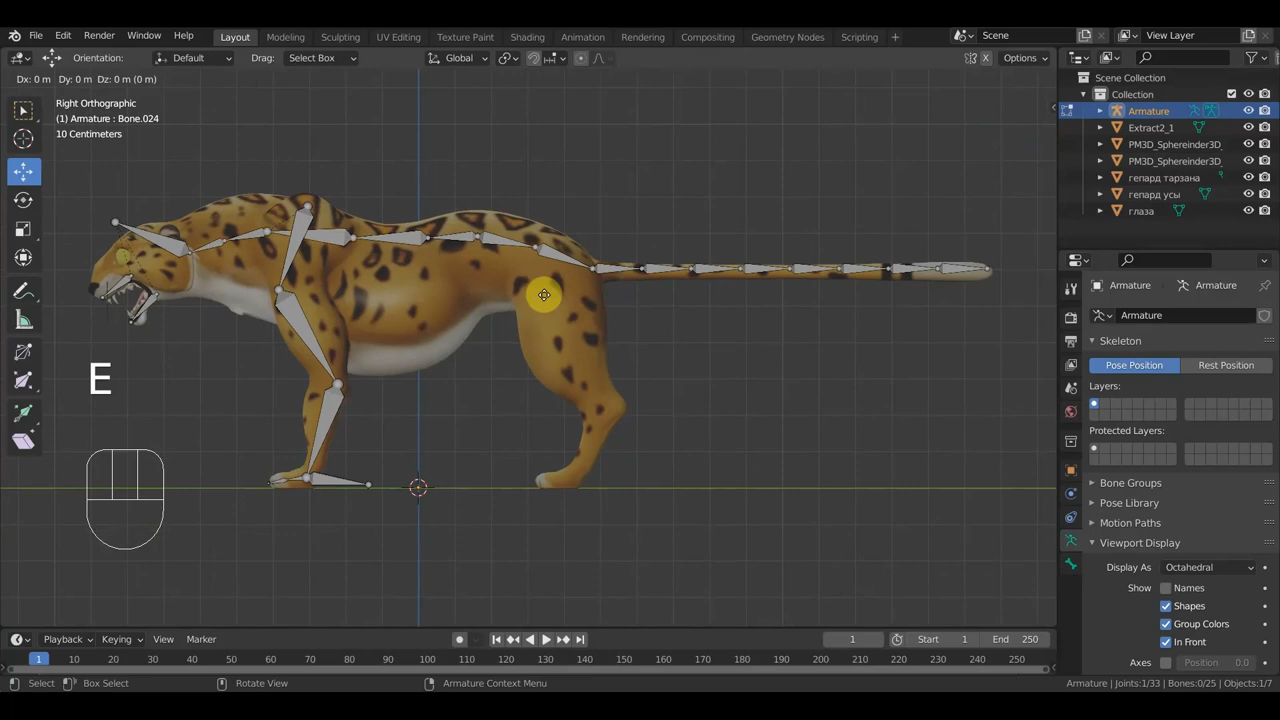 File Edit Render Window Help Layout Modeling Sculpting UV Editing Texture Paint Shading Animation Rendering Compositing Geometry Nodes Scripting + Scene View Layer
Orientation: Default Drag: Select Box Global X Options
Dx: 0 m Dy: 0 m Dz: 0 m (0 m)
Right Orthographic
(1) Armature : Bone.024
10 Centimeters
E
Scene Collection
Collection
Armature
Extract2_1
PM3D_Sphereinder3D_
PM3D_Sphereinder3D_
гепард тарзана
гепард усы
глаза
Armature Armature
Armature
Skeleton
Pose Position Rest Position
Layers:
Protected Layers:
Bone Groups
Pose Library
Motion Paths
Viewport Display
Display As Octahedral
Show Names
Shapes
Group Colors
In Front
Axes Position 0.0
Playback Keying View Marker 1 Start 1 End 250
1 10 20 30 40 50 60 70 80 90 100 110 120 130 140 150 160 170 180 190 200 210 220 230 240 250
Select Box Select Rotate View Armature Context Menu Armature | Joints:1/33 | Bones:0/25 | Objects:1/7